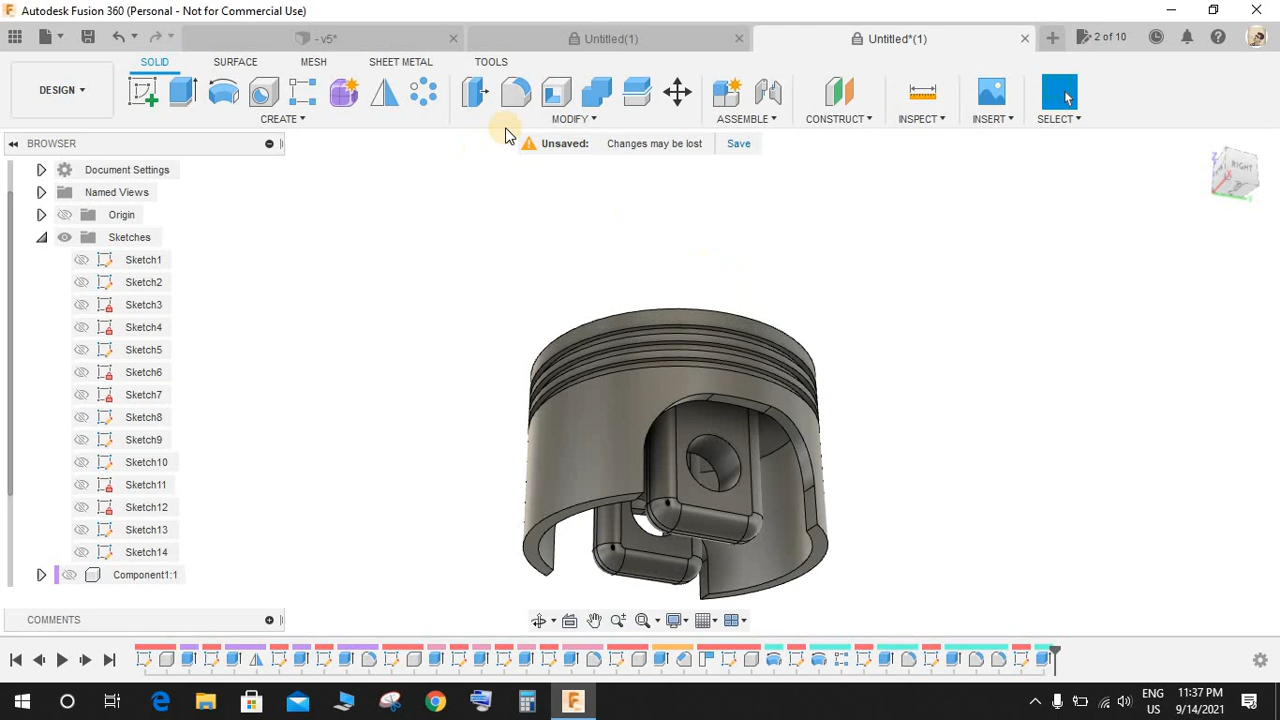 Autodesk Fusion 360 (Personal - Not for Commercial Use)
- v5*
Untitled(1)
Untitled*(1)
2 of 10
SOLID
SURFACE
MESH
SHEET METAL
TOOLS
DESIGN
CREATE
MODIFY
ASSEMBLE
CONSTRUCT
INSPECT
INSERT
SELECT
BROWSER
Unsaved: Changes may be lost Save
RIGHT
Document Settings
Named Views
Origin
Sketches
Sketch1
Sketch2
Sketch3
Sketch4
Sketch5
Sketch6
Sketch7
Sketch8
Sketch9
Sketch10
Sketch11
Sketch12
Sketch13
Sketch14
Component1:1
COMMENTS
ENG
US
11:37 PM
9/14/2021